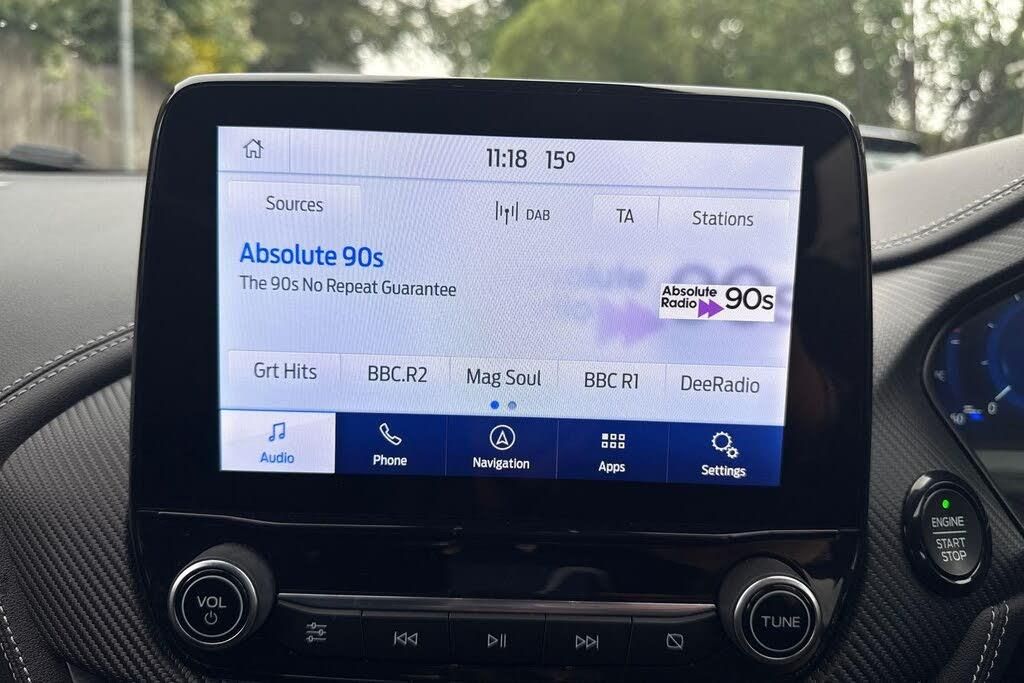 11:18 15º
Sources
DAB
TA
Stations
Absolute 90s
The 90s No Repeat Guarantee
Absolute
Radio
90s
Grt Hits
BBC.R2
Mag Soul
BBC R1
DeeRadio
Audio
Phone
Navigation
Apps
Settings
VOL
TUNE
ENGINE
START
STOP